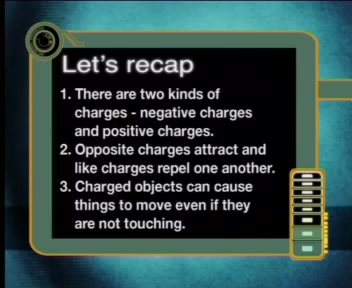 Let's recap
1. There are two kinds of
charges - negative charges
and positive charges.
2. Opposite charges attract and
like charges repel one another.
3. Charged objects can cause
things to move even if they
are not touching.